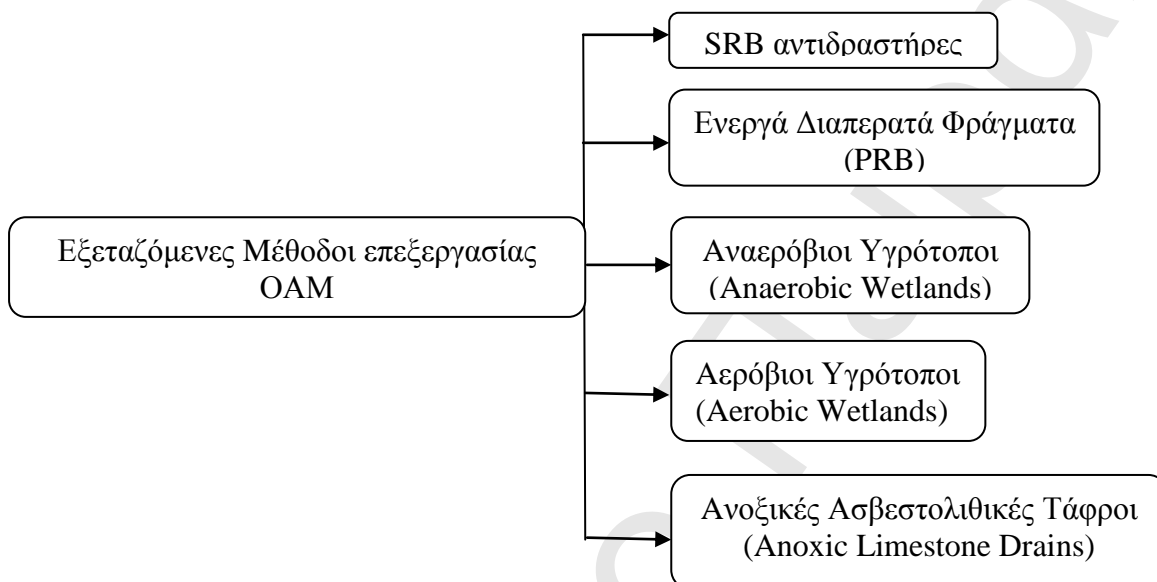 SRB αντιδραστήρες
Ενεργά Διαπερατά Φράγματα
(PRB)
Εξεταζόμενες Μέθοδοι επεξεργασίας
ΟΑΜ
Αναερόβιοι Υγρότοποι
(Anaerobic Wetlands)
Αερόβιοι Υγρότοποι
(Aerobic Wetlands)
Ανοξικές Ασβεστολιθικές Τάφροι
(Anoxic Limestone Drains)